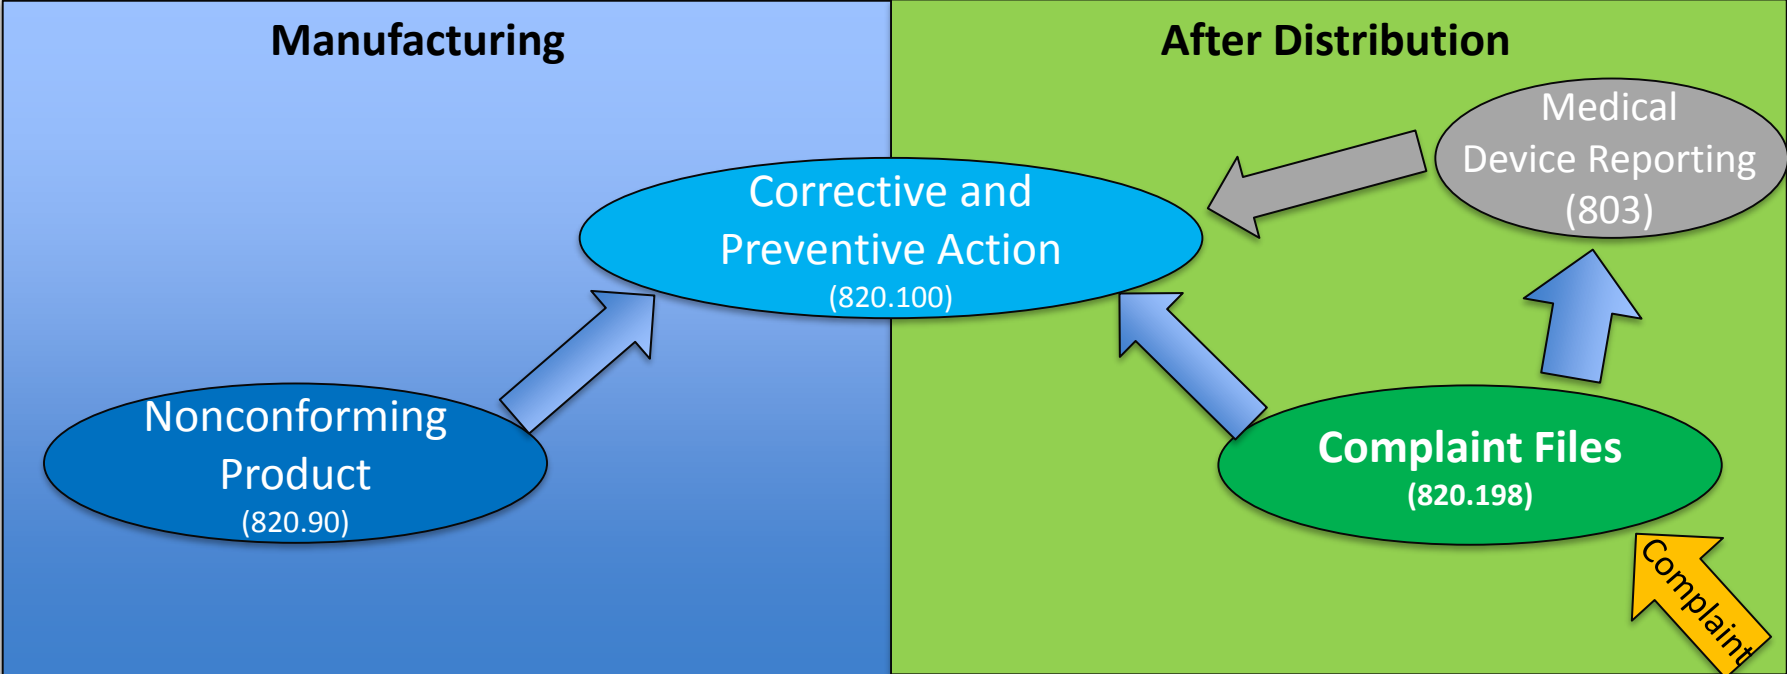 Manufacturing
After Distribution
Medical
Device Reporting
(803)
Corrective and
Preventive Action
(820.100)
Nonconforming
Product
(820.90)
Complaint Files
(820.198)
Complaint